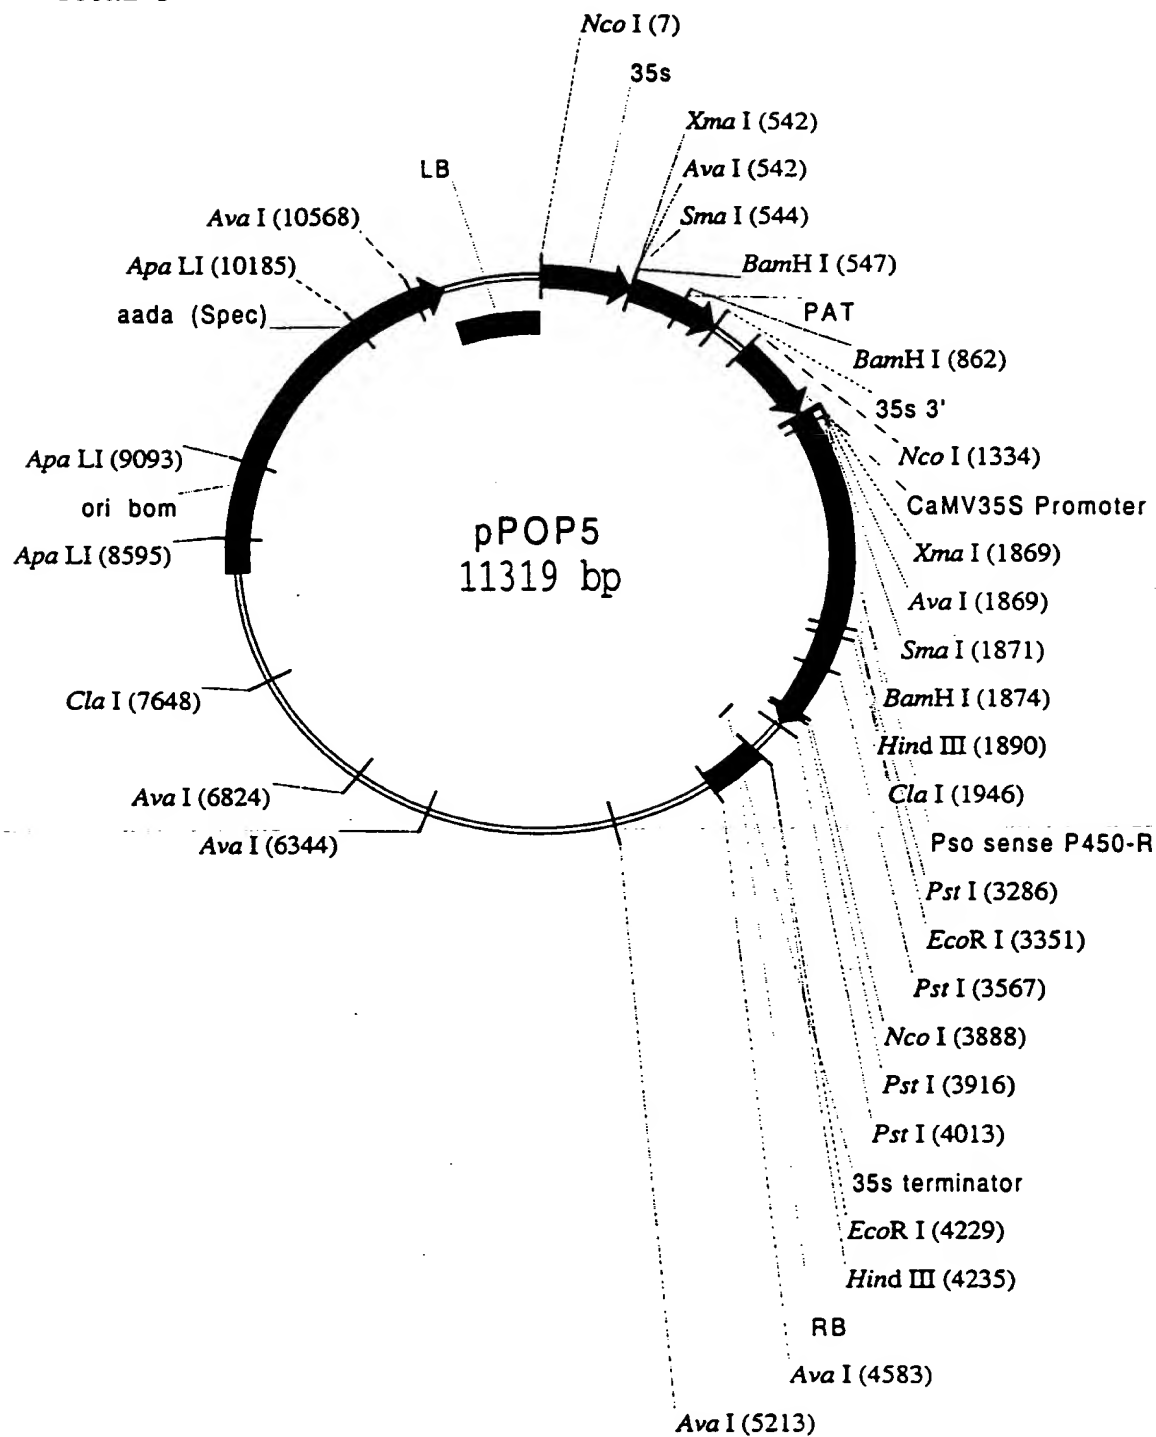 Nco I (7)
35s
Xma I (542)
LB
Ava I (542)
Ava I (10568)
Sma I (544)
Apa LI (10185)
BamH I (547)
aada (Spec)
PAT
BamH I (862)
35s 3'
Apa LI (9093)
Nco I (1334)
ori bom
CaMV35S Promoter
pPOP5
Apa LI (8595)
Xma I (1869)
11319 bp
Ava I (1869)
Sma I (1871)
Cla I (7648)
BamH I (1874)
Hind III (1890)
Ava I (6824)
Cla I (1946)
Ava I (6344)
Pso sense P450-R
Pst I (3286)
EcoR I (3351)
Pst I (3567)
Nco I (3888)
Pst I (3916)
Pst I (4013)
35s terminator
EcoR I (4229)
Hind III (4235)
RB
Ava I (4583)
Ava I (5213)